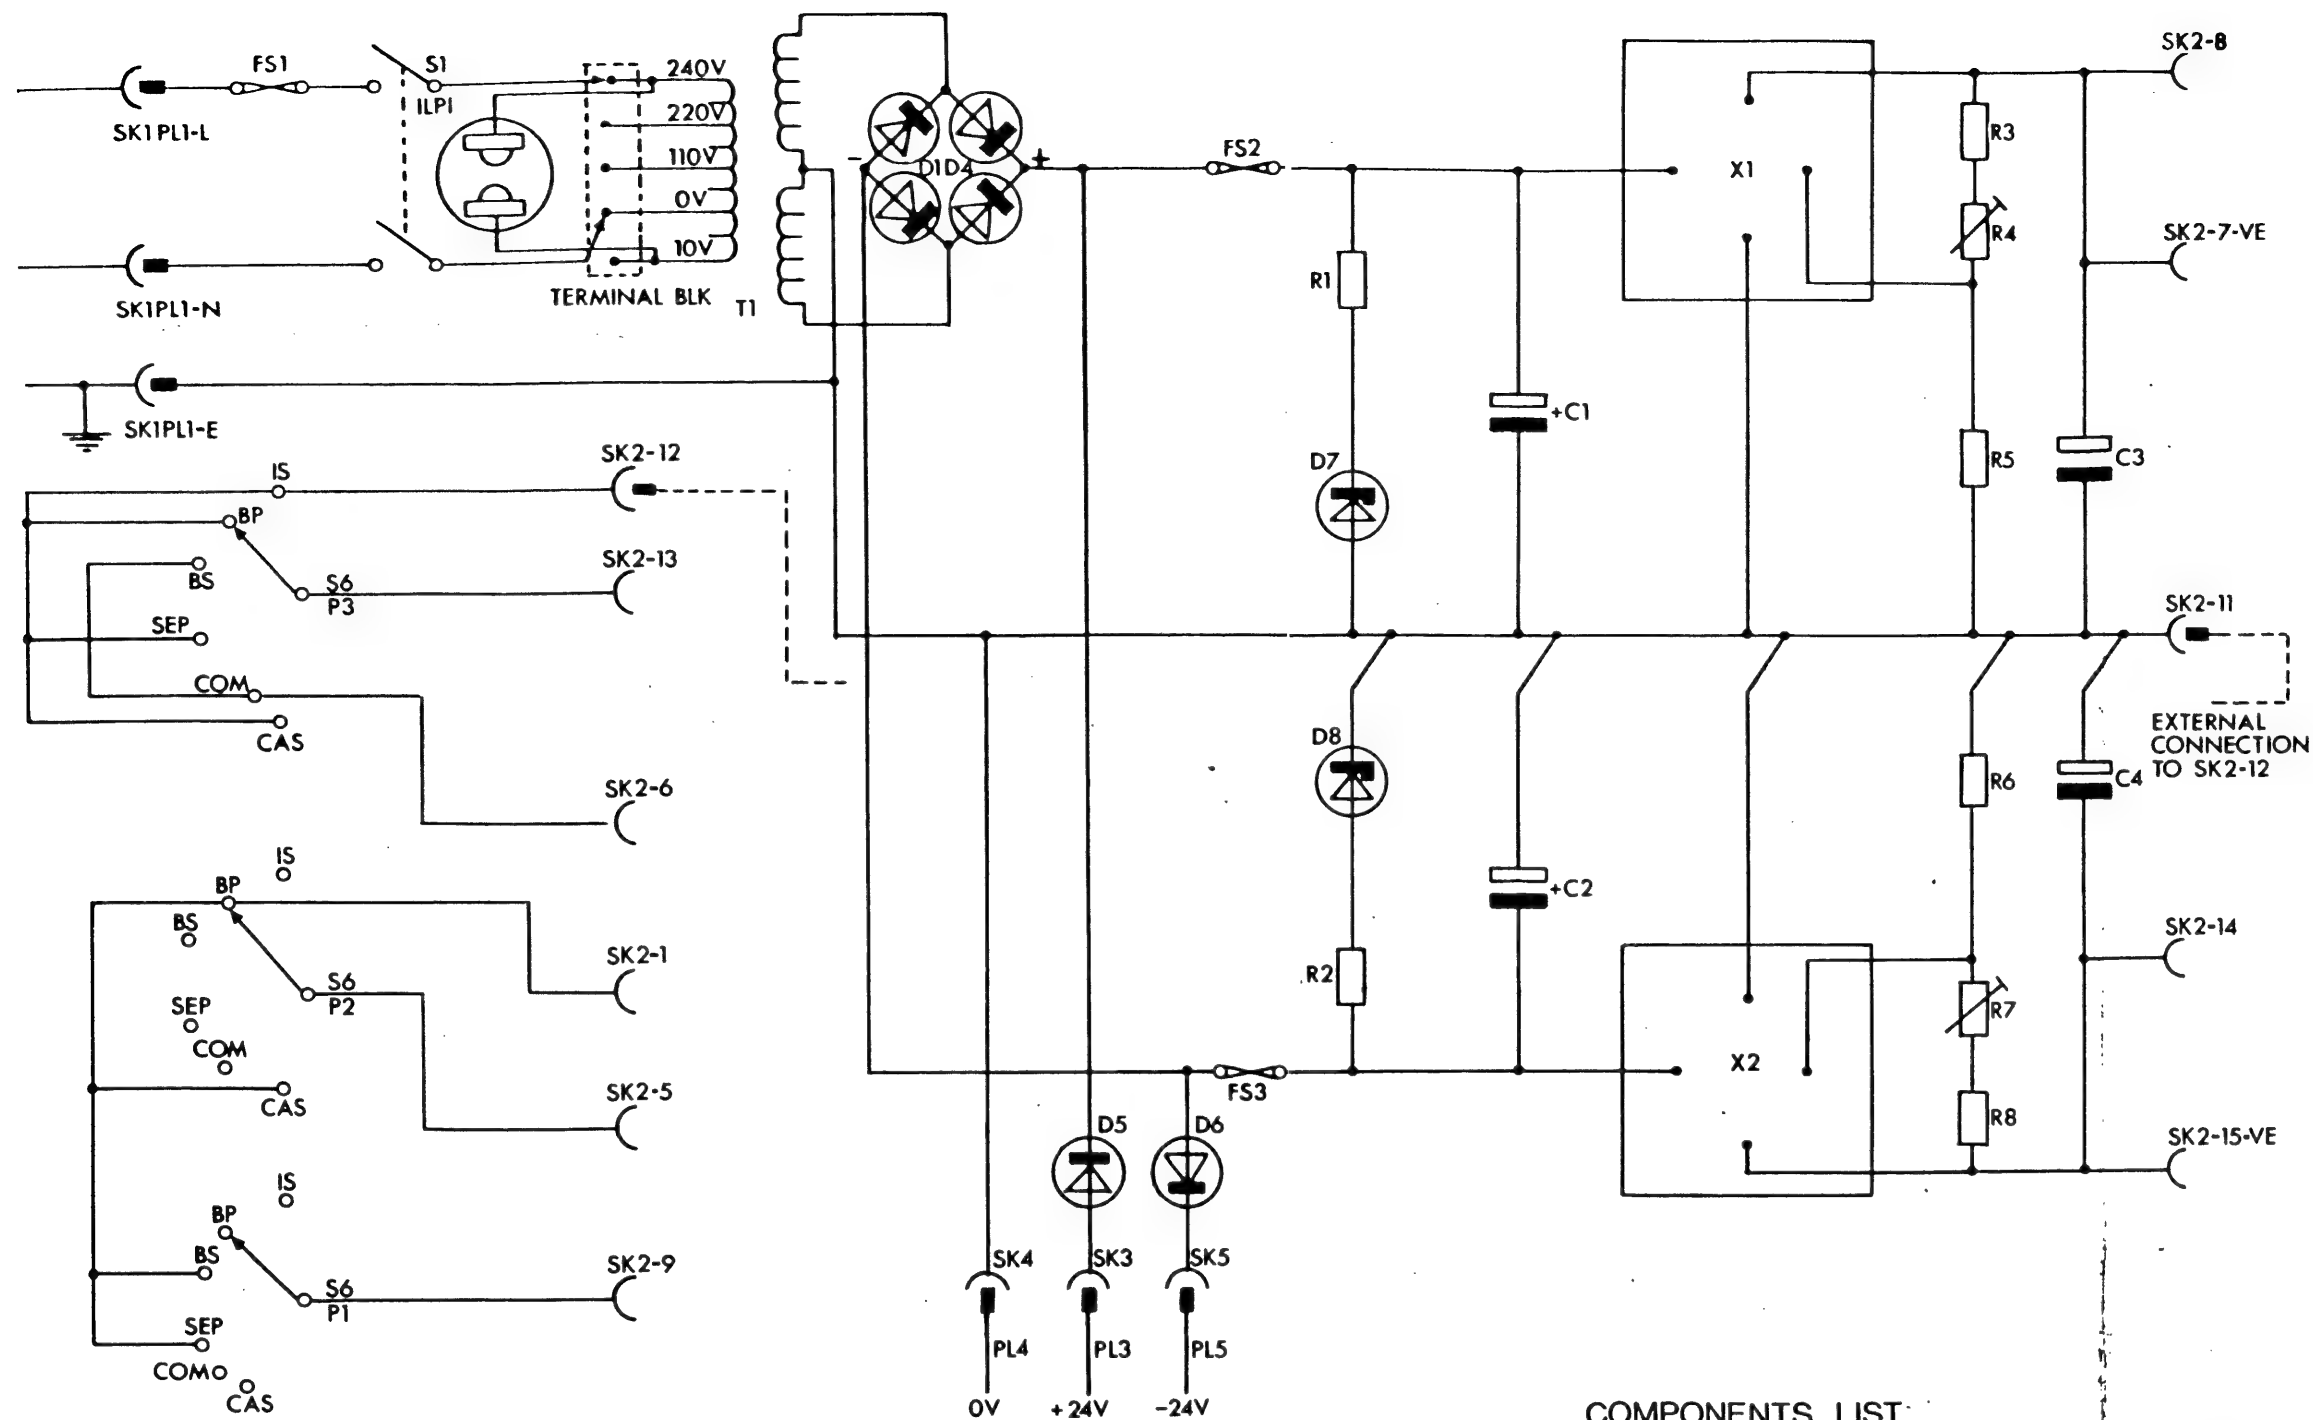 SK2-8
FS1
S1
240V
ILP1
SK1PL1-L
220V
FS2
R3
110V
- +
D1D4
X1
0V
R4
SK2-7-VE
10V
R1
TERMINAL BLK
T1
SK1PL1-N
+C1
SK1PL1-E
SK2-12
IS
D7
R5
C3
BP
SK2-13
BS
S6
P3
SK2-11
SEP
COM
CAS
D8
EXTERNAL
CONNECTION
TO SK2-12
R6
C4
SK2-6
IS
BP
+C2
BS
SK2-14
SK2-1
R2
S6
P2
SEP
R7
COM
X2
FS3
SK2-5
CAS
D5
D6
R8
SK2-15-VE
IS
BP
BS
SK2-9
SK4
SK3
SK5
S6
P1
SEP
PL4
PL3
PL5
COM
CAS
0V
+24V
-24V
COMPONENTS LIST